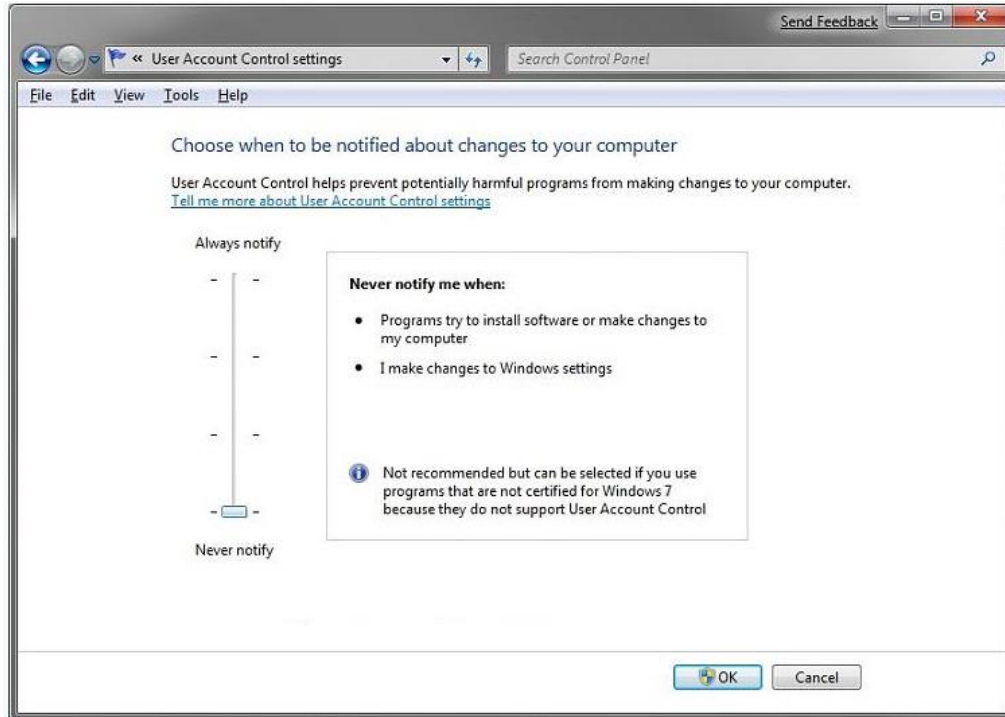 Send Feedback
« User Account Control settings
Search Control Panel
File Edit View Tools Help
Choose when to be notified about changes to your computer
User Account Control helps prevent potentially harmful programs from making changes to your computer.
Tell me more about User Account Control settings
Always notify
Never notify me when:
• Programs try to install software or make changes to
my computer
• I make changes to Windows settings
Not recommended but can be selected if you use
programs that are not certified for Windows 7
because they do not support User Account Control
Never notify
OK Cancel